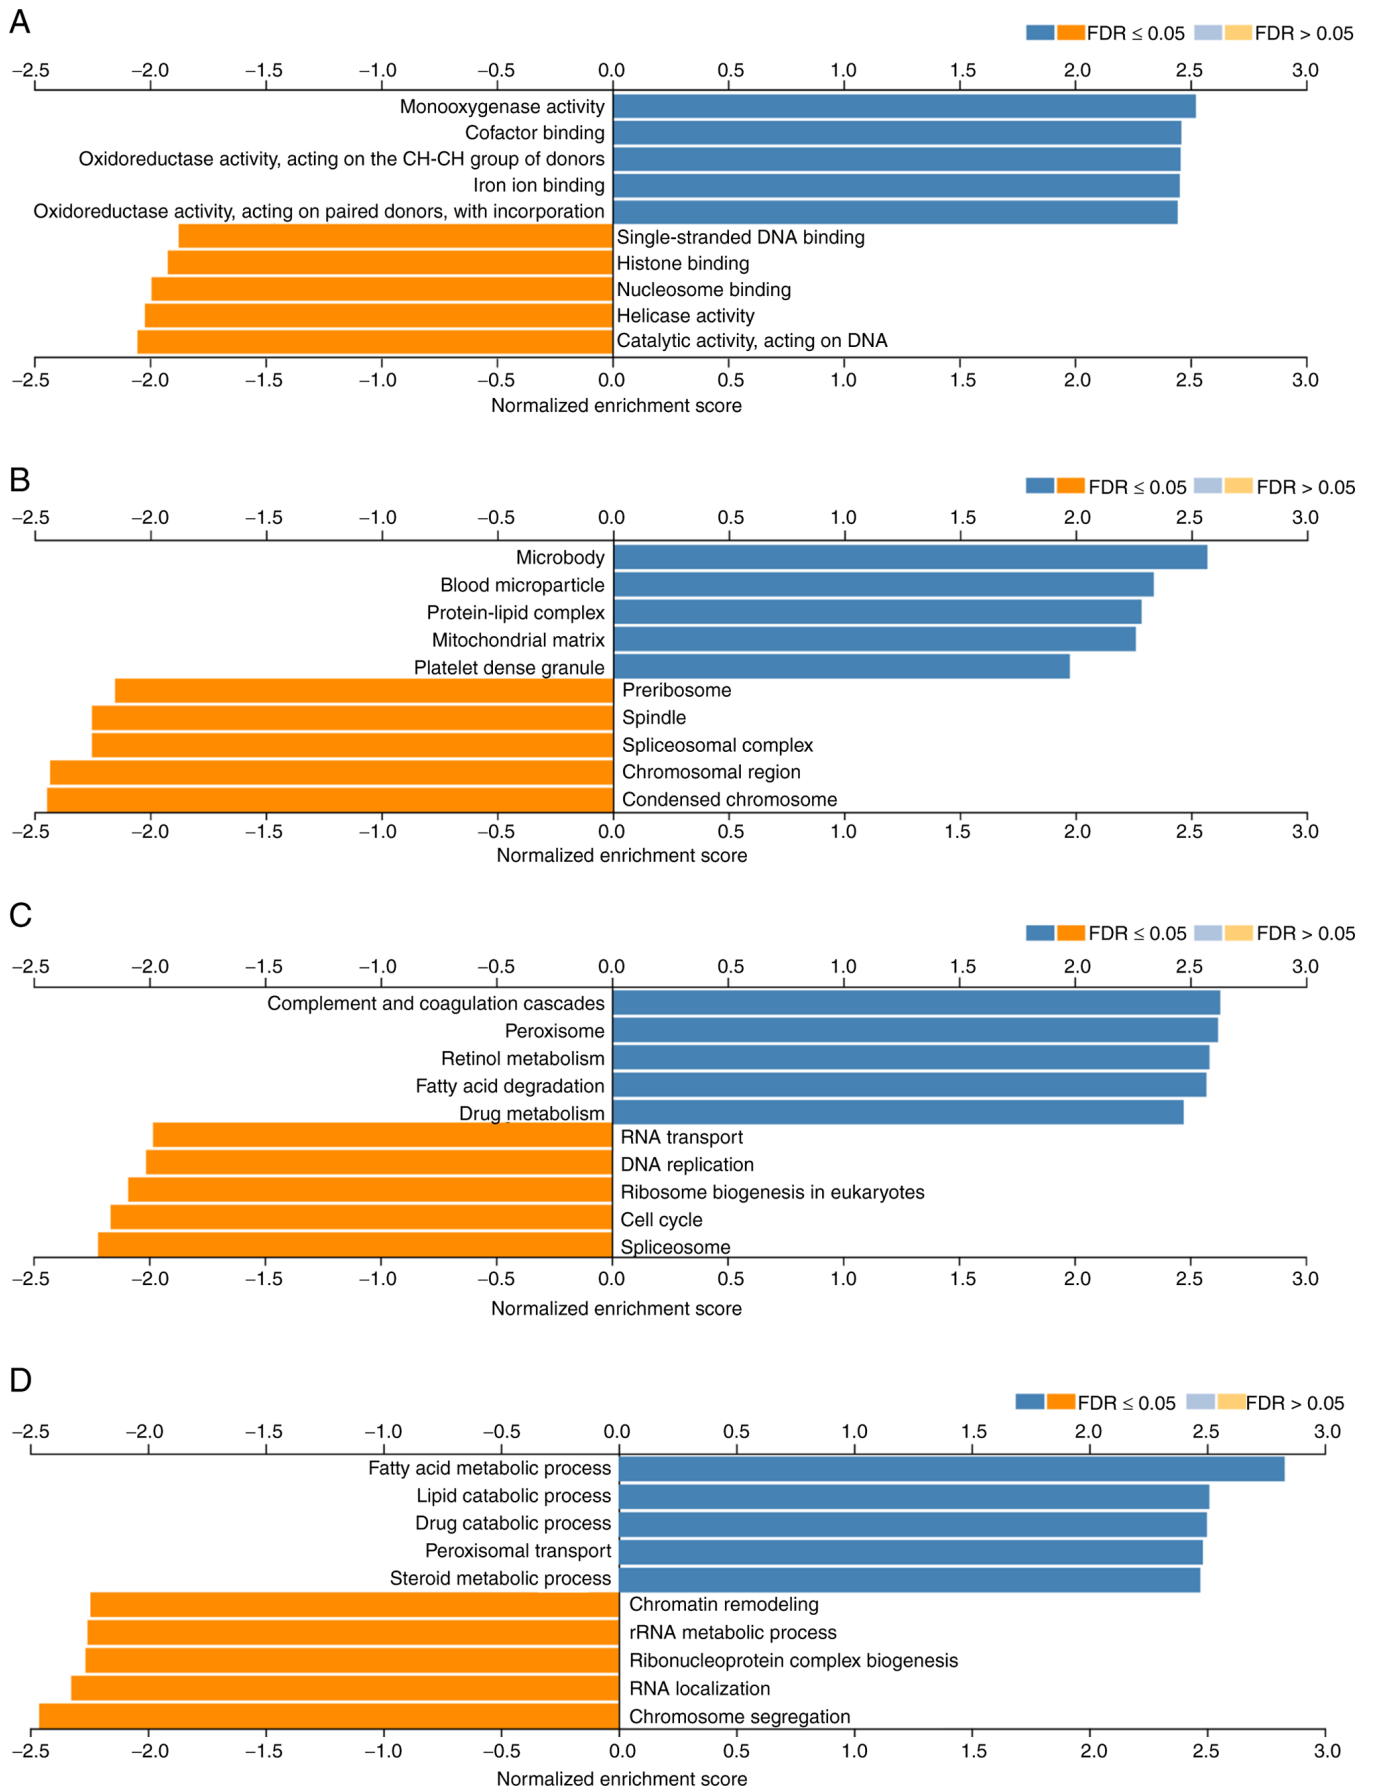 A
FDR ≤ 0.05 FDR > 0.05
−2.5 −2.0 −1.5 −1.0 −0.5 0.0 0.5 1.0 1.5 2.0 2.5 3.0
Monooxygenase activity
Cofactor binding
Oxidoreductase activity, acting on the CH-CH group of donors
Iron ion binding
Oxidoreductase activity, acting on paired donors, with incorporation
Single-stranded DNA binding
Histone binding
Nucleosome binding
Helicase activity
Catalytic activity, acting on DNA
−2.5 −2.0 −1.5 −1.0 −0.5 0.0 0.5 1.0 1.5 2.0 2.5 3.0
Normalized enrichment score
B
FDR ≤ 0.05 FDR > 0.05
−2.5 −2.0 −1.5 −1.0 −0.5 0.0 0.5 1.0 1.5 2.0 2.5 3.0
Microbody
Blood microparticle
Protein-lipid complex
Mitochondrial matrix
Platelet dense granule
Preribosome
Spindle
Spliceosomal complex
Chromosomal region
Condensed chromosome
−2.5 −2.0 −1.5 −1.0 −0.5 0.0 0.5 1.0 1.5 2.0 2.5 3.0
Normalized enrichment score
C
FDR ≤ 0.05 FDR > 0.05
−2.5 −2.0 −1.5 −1.0 −0.5 0.0 0.5 1.0 1.5 2.0 2.5 3.0
Complement and coagulation cascades
Peroxisome
Retinol metabolism
Fatty acid degradation
Drug metabolism
RNA transport
DNA replication
Ribosome biogenesis in eukaryotes
Cell cycle
Spliceosome
−2.5 −2.0 −1.5 −1.0 −0.5 0.0 0.5 1.0 1.5 2.0 2.5 3.0
Normalized enrichment score
D
FDR ≤ 0.05 FDR > 0.05
−2.5 −2.0 −1.5 −1.0 −0.5 0.0 0.5 1.0 1.5 2.0 2.5 3.0
Fatty acid metabolic process
Lipid catabolic process
Drug catabolic process
Peroxisomal transport
Steroid metabolic process
Chromatin remodeling
rRNA metabolic process
Ribonucleoprotein complex biogenesis
RNA localization
Chromosome segregation
−2.5 −2.0 −1.5 −1.0 −0.5 0.0 0.5 1.0 1.5 2.0 2.5 3.0
Normalized enrichment score